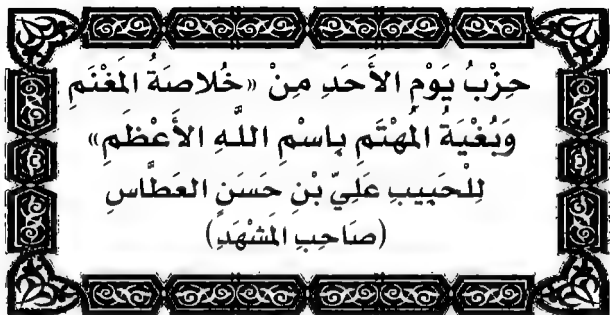 حِزْبُ يَوْمِ الأَحَدِ مِنْ «خُلاصَةُ المَغْنَمِ
وَبُغْيَةُ المُهْتَمِ بِاسْمِ اللَّهِ الأَعْظَمِ»
لِلْحَبِيبِ عَلِيّ بْنِ حَسَنِ العَطَّاسِ
(صَاحِبِ المَشْهَدِ)